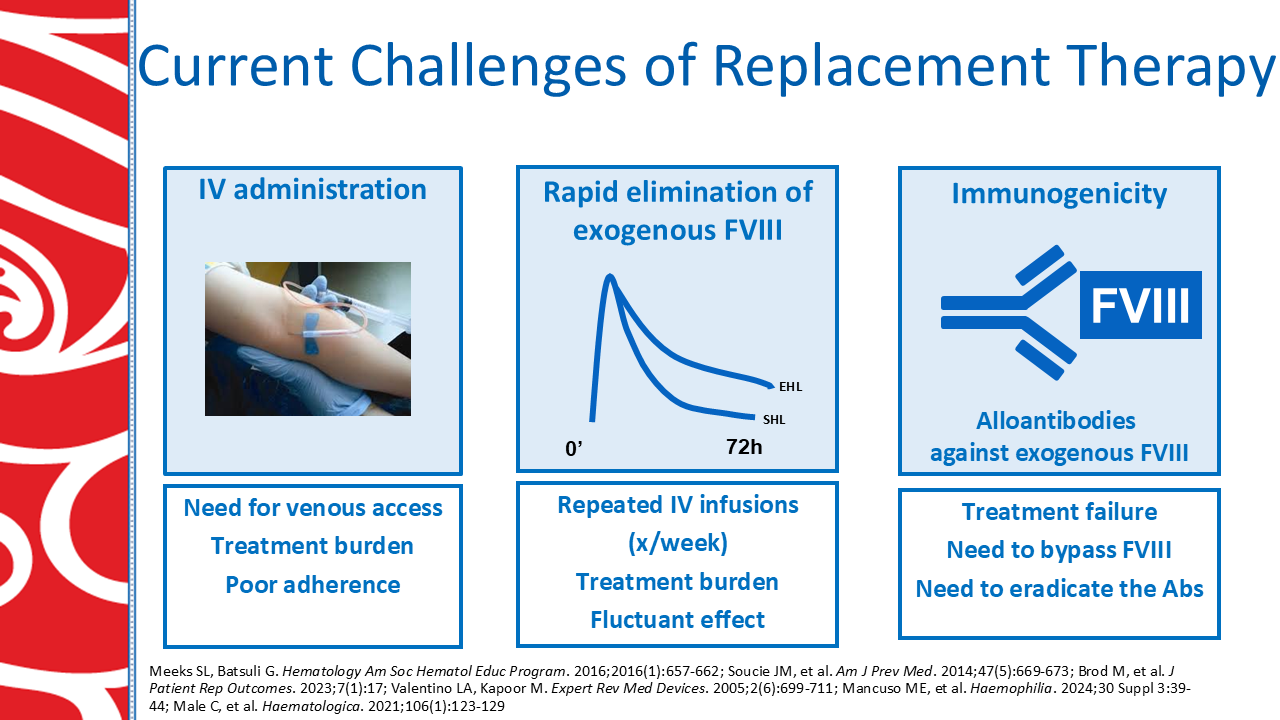 Current Challenges of Replacement Therapy
IV administration
Need for venous access
Treatment burden
Poor adherence
Rapid elimination of
exogenous FVIII
EHL
SHL
0’
72h
Repeated IV infusions
(x/week)
Treatment burden
Fluctuant effect
Immunogenicity
FVIII
Alloantibodies
against exogenous FVIII
Treatment failure
Need to bypass FVIII
Need to eradicate the Abs
Meeks SL, Batsuli G. Hematology Am Soc Hematol Educ Program. 2016;2016(1):657-662; Soucie JM, et al. Am J Prev Med. 2014;47(5):669-673; Brod M, et al. J
Patient Rep Outcomes. 2023;7(1):17; Valentino LA, Kapoor M. Expert Rev Med Devices. 2005;2(6):699-711; Mancuso ME, et al. Haemophilia. 2024;30 Suppl 3:39-
44; Male C, et al. Haematologica. 2021;106(1):123-129